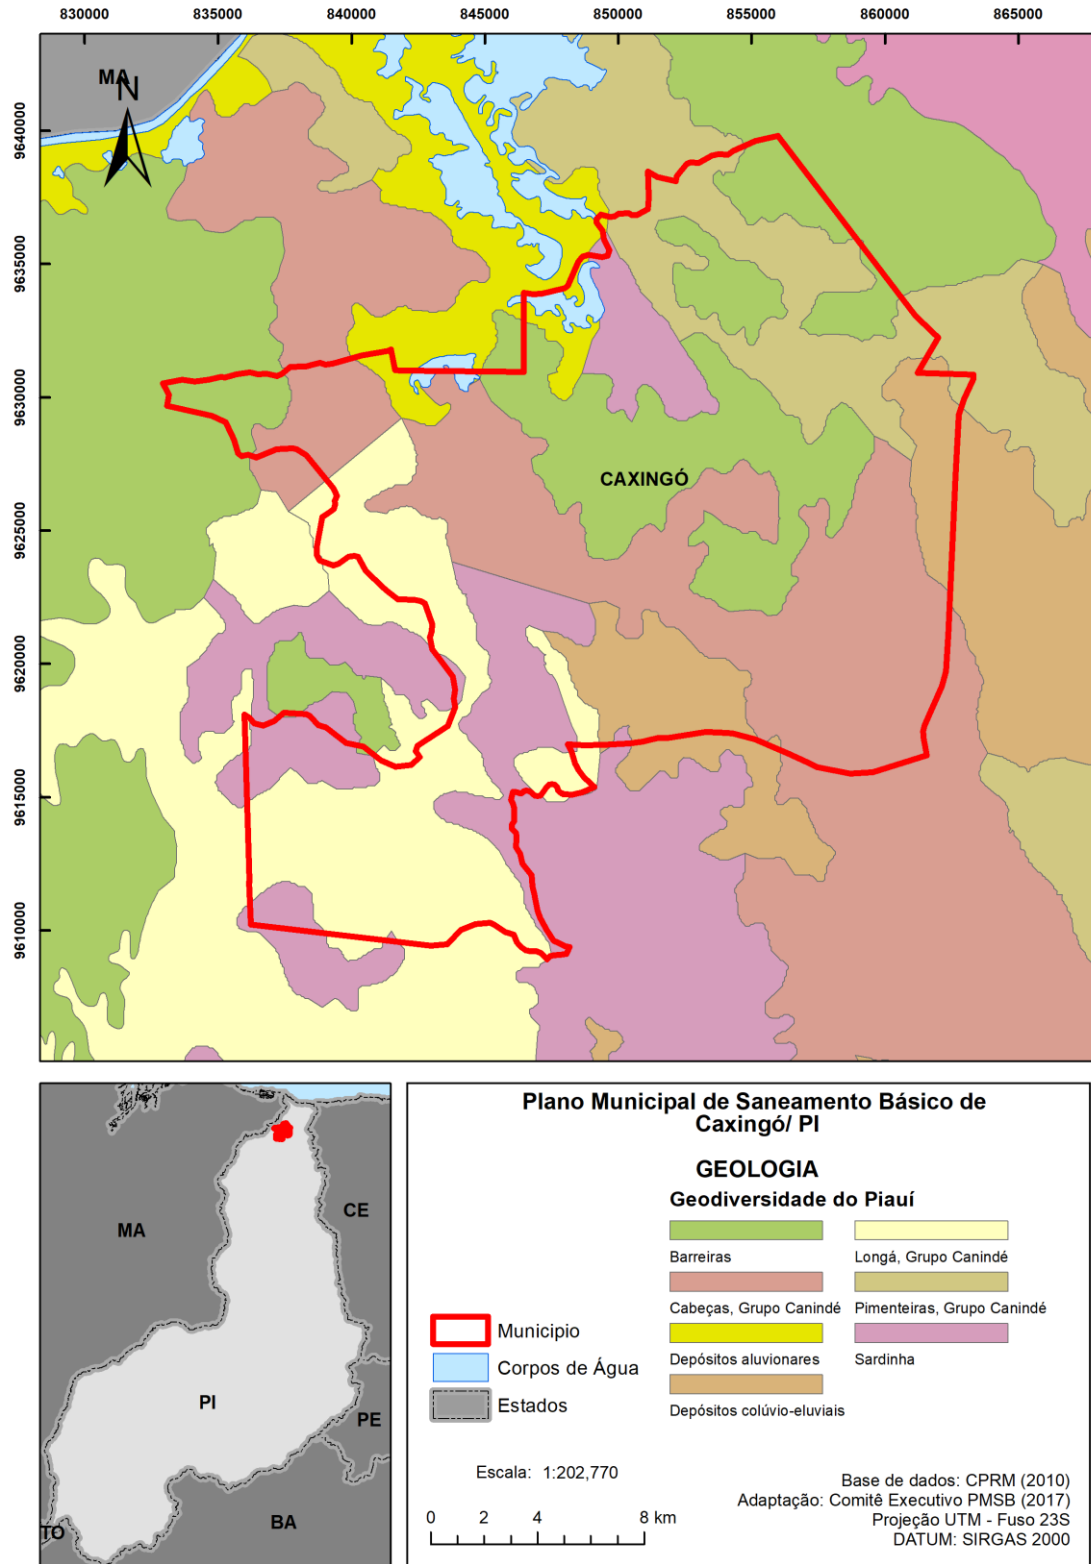 830000 835000 840000 845000 850000 855000 860000 865000
9640000
9635000
9630000
9625000
9620000
9615000
9610000
MA
N
CAXINGÓ
MA
CE
PI
PE
TO
BA
Plano Municipal de Saneamento Básico de
Caxingó/ PI
GEOLOGIA
Geodiversidade do Piauí
Barreiras
Longá, Grupo Canindé
Cabeças, Grupo Canindé
Pimenteiras, Grupo Canindé
Depósitos aluvionares
Sardinha
Depósitos colúvio-eluviais
Municipio
Corpos de Água
Estados
Escala: 1:202,770
0 2 4 8 km
Base de dados: CPRM (2010)
Adaptação: Comitê Executivo PMSB (2017)
Projeção UTM - Fuso 23S
DATUM: SIRGAS 2000